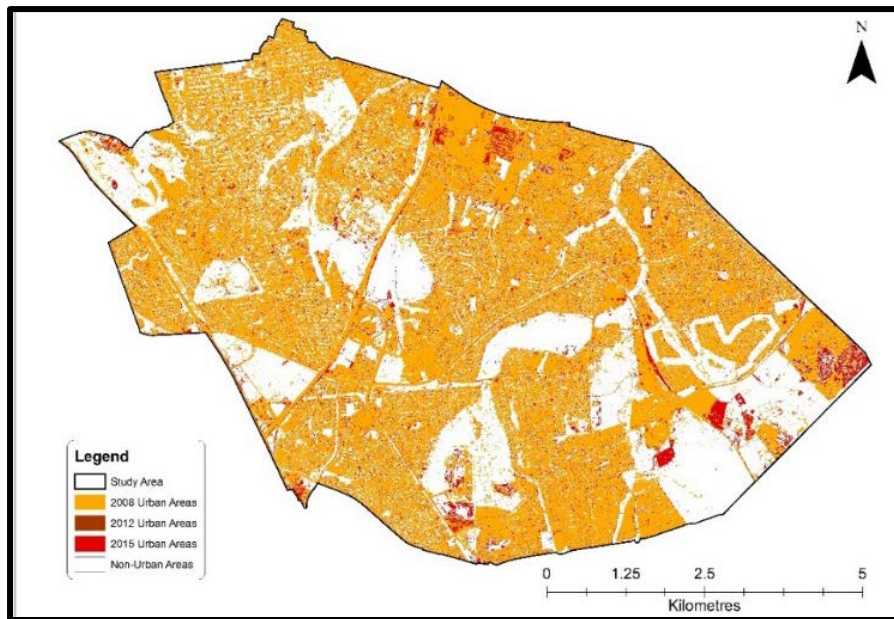 N
Legend
Study Area
2008 Urban Areas
2012 Urban Areas
2015 Urban Areas
Non-Urban Areas
0 1.25 2.5 5
Kilometres